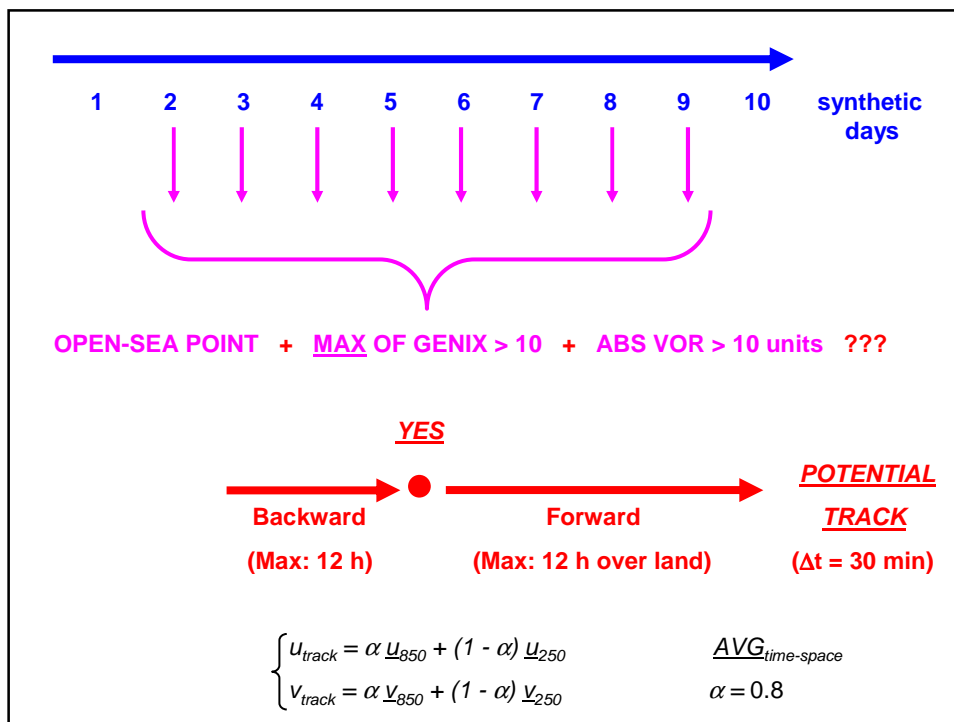 1 2 3 4 5 6 7 8 9 10 synthetic
days
OPEN-SEA POINT + MAX OF GENIX > 10 + ABS VOR > 10 units ???
YES
POTENTIAL
Backward Forward TRACK
(Max: 12 h) (Max: 12 h over land) (Δt = 30 min)
u_track = α u_850 + (1 - α) u_250 AVG_time-space
v_track = α v_850 + (1 - α) v_250 α = 0.8